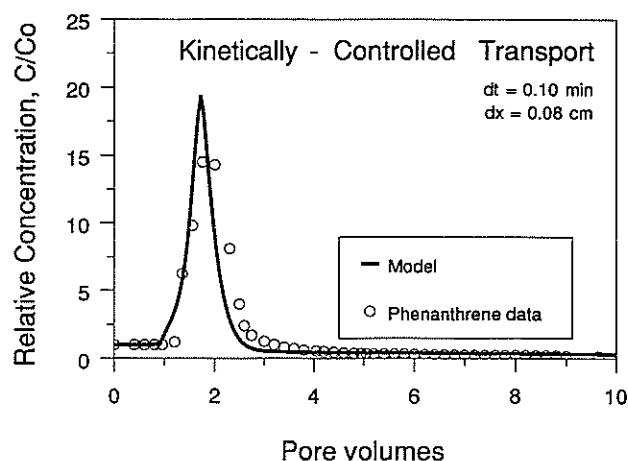 Kinetically - Controlled Transport
dt = 0.10 min
dx = 0.08 cm
Relative Concentration, C/Co
25
20
15
10
5
0
Model
Phenanthrene data
0 2 4 6 8 10
Pore volumes